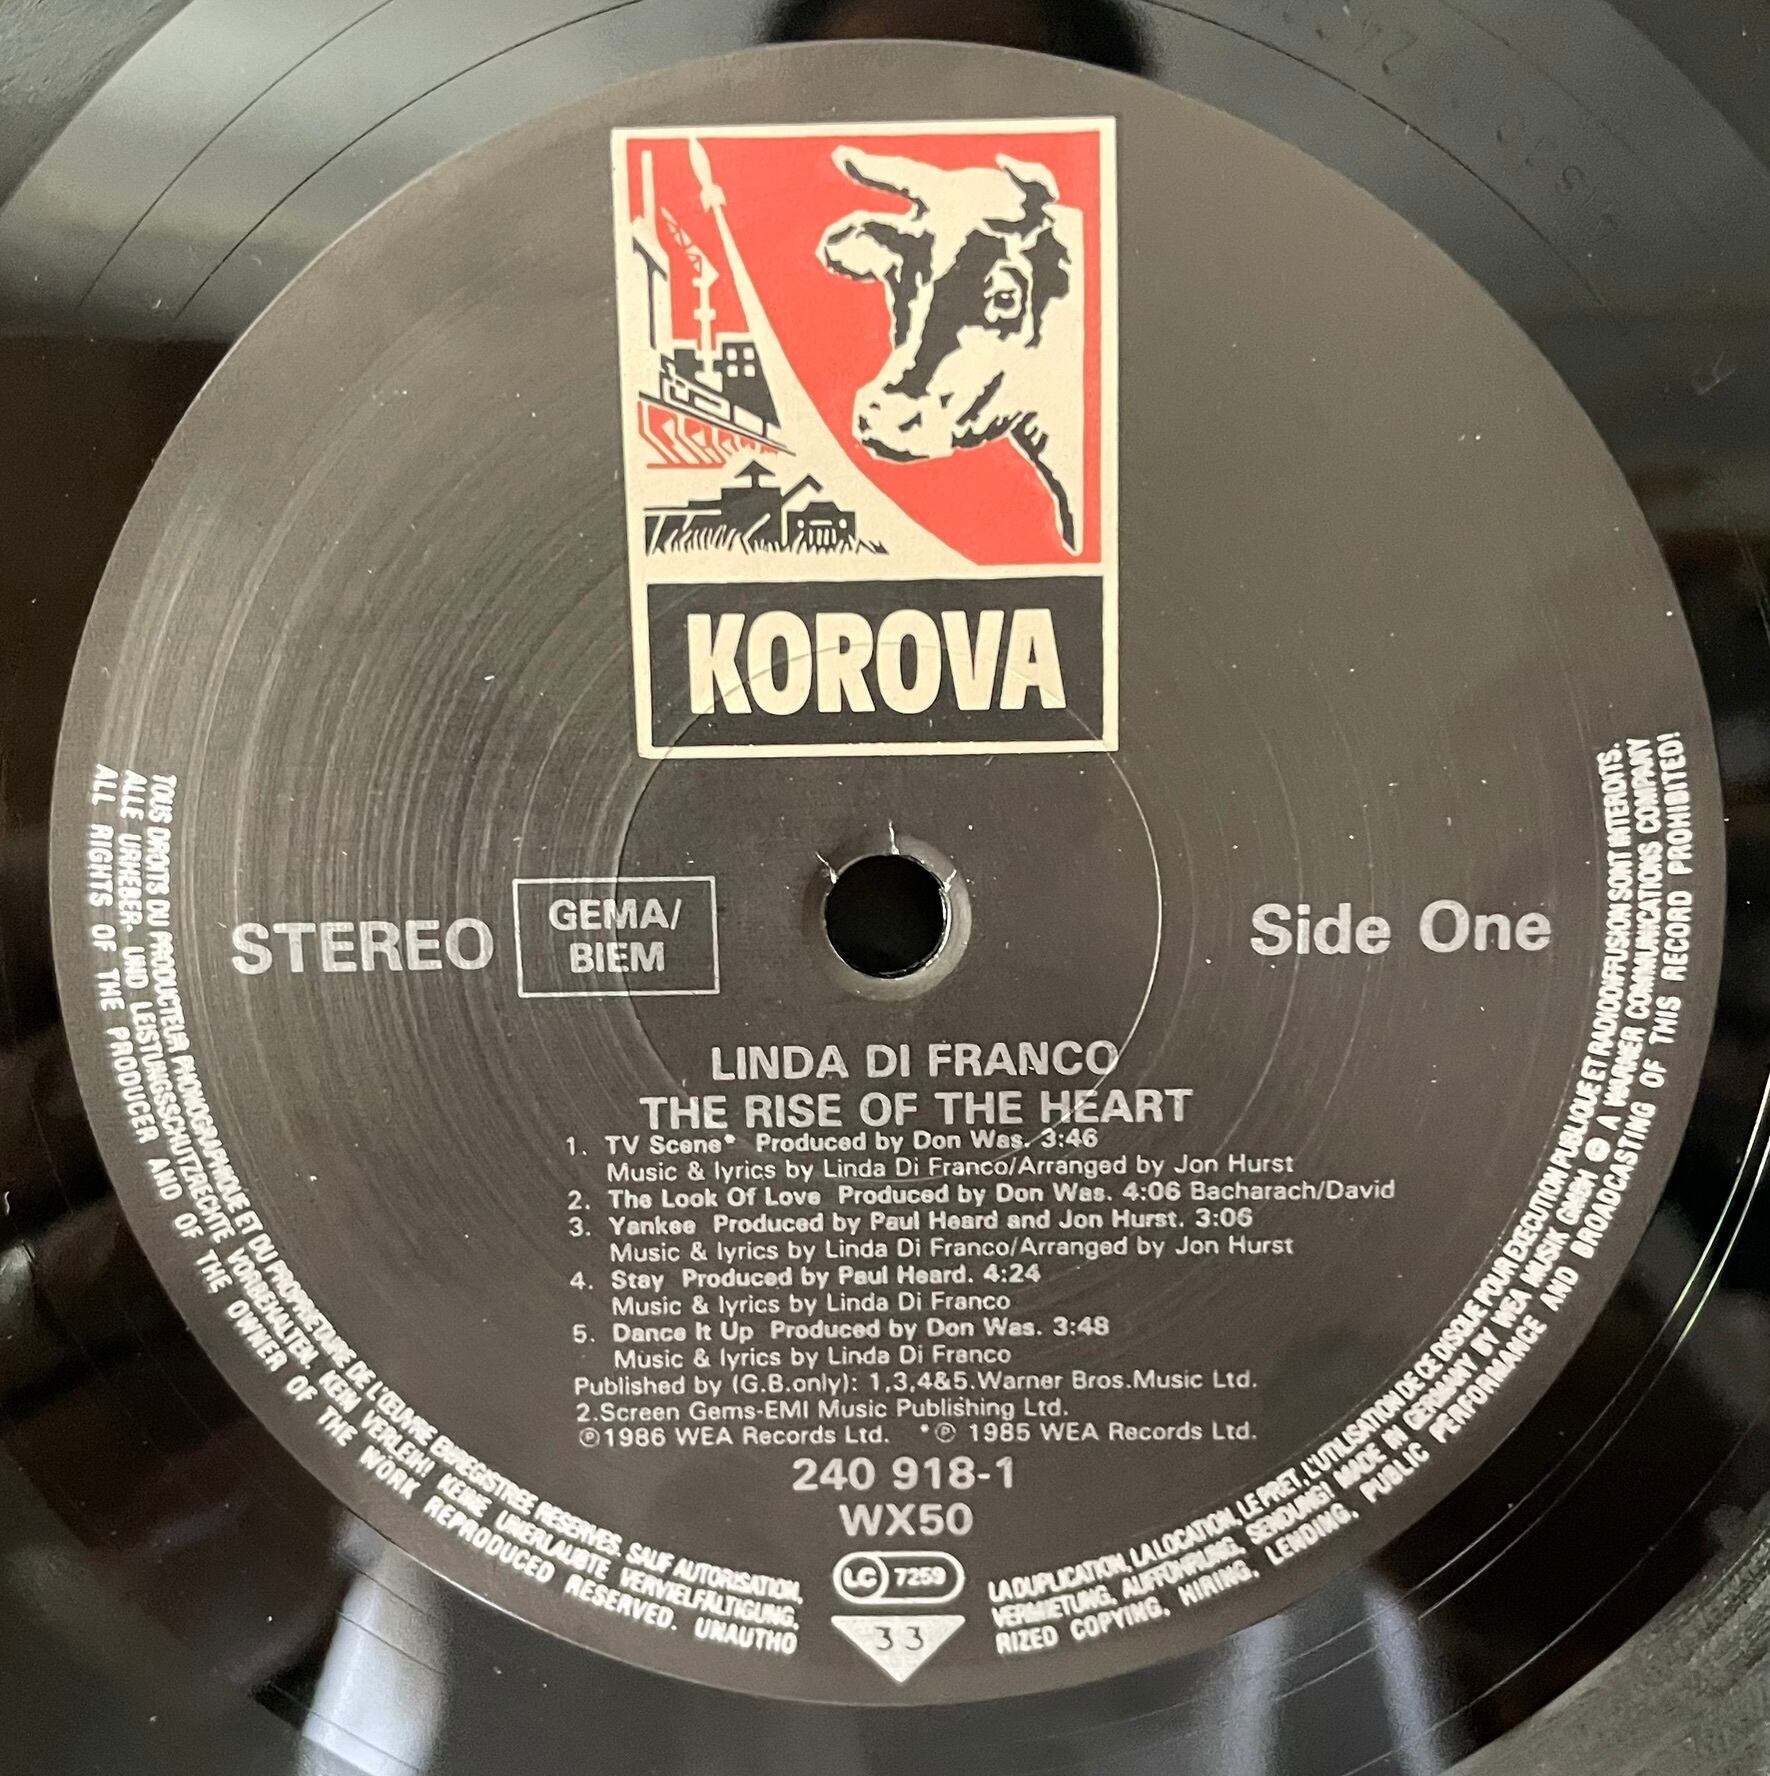 KOROVA
STEREO
GEMA/
BIEM
Side One
LINDA DI FRANCO
THE RISE OF THE HEART
1. TV Scene* Produced by Don Was. 3:46
Music & lyrics by Linda Di Franco/Arranged by Jon Hurst
2. The Look Of Love Produced by Don Was. 4:06 Bacharach/David
3. Yankee Produced by Paul Heard and Jon Hurst. 3:06
Music & lyrics by Linda Di Franco/Arranged by Jon Hurst
4. Stay Produced by Paul Heard. 4:24
Music & lyrics by Linda Di Franco
5. Dance It Up Produced by Don Was. 3:48
Music & lyrics by Linda Di Franco
Published by (G.B.only): 1,3,4&5.Warner Bros.Music Ltd.
2.Screen Gems-EMI Music Publishing Ltd.
℗1986 WEA Records Ltd. *℗ 1985 WEA Records Ltd.
240 918-1
WX50
LC 7259
33
TOUS DROITS DU PRODUCTEUR PHONOGRAPHIQUE ET DU PROPRIETAIRE DE L'ŒUVRE ENREGISTREE RESERVES. SAUF AUTORISATION, LA DUPLICATION, LA LOCATION, LE PRET, L'UTILISATION DE CE DISQUE POUR EXECUTION PUBLIQUE ET RADIODIFFUSION SONT INTERDITS.
ALLE URHEBER- UND LEISTUNGSSCHUTZRECHTE VORBEHALTEN. KEIN VERLEIH! KEINE UNERLAUBTE VERVIELFÄLTIGUNG, VERMIETUNG, AUFFÜHRUNG, SENDUNG! MADE IN GERMANY BY WEA MUSIK GMBH A WARNER COMMUNICATIONS COMPANY
ALL RIGHTS OF THE PRODUCER AND OF THE OWNER OF THE WORK REPRODUCED RESERVED. UNAUTHORIZED COPYING, HIRING, LENDING, PUBLIC PERFORMANCE AND BROADCASTING OF THIS RECORD PROHIBITED!